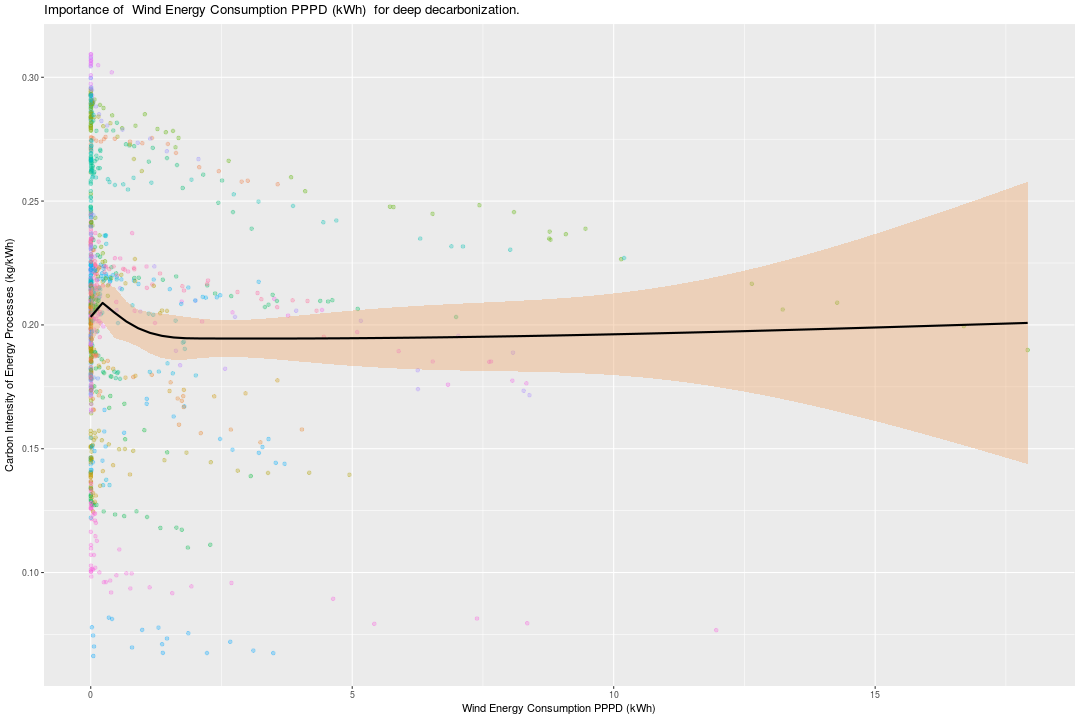 Importance of  Wind Energy Consumption PPPD (kWh)  for deep decarbonization.
Carbon Intensity of Energy Processes (kg/kWh)
0.30
0.25
0.20
0.15
0.10
0 5 10 15
Wind Energy Consumption PPPD (kWh)